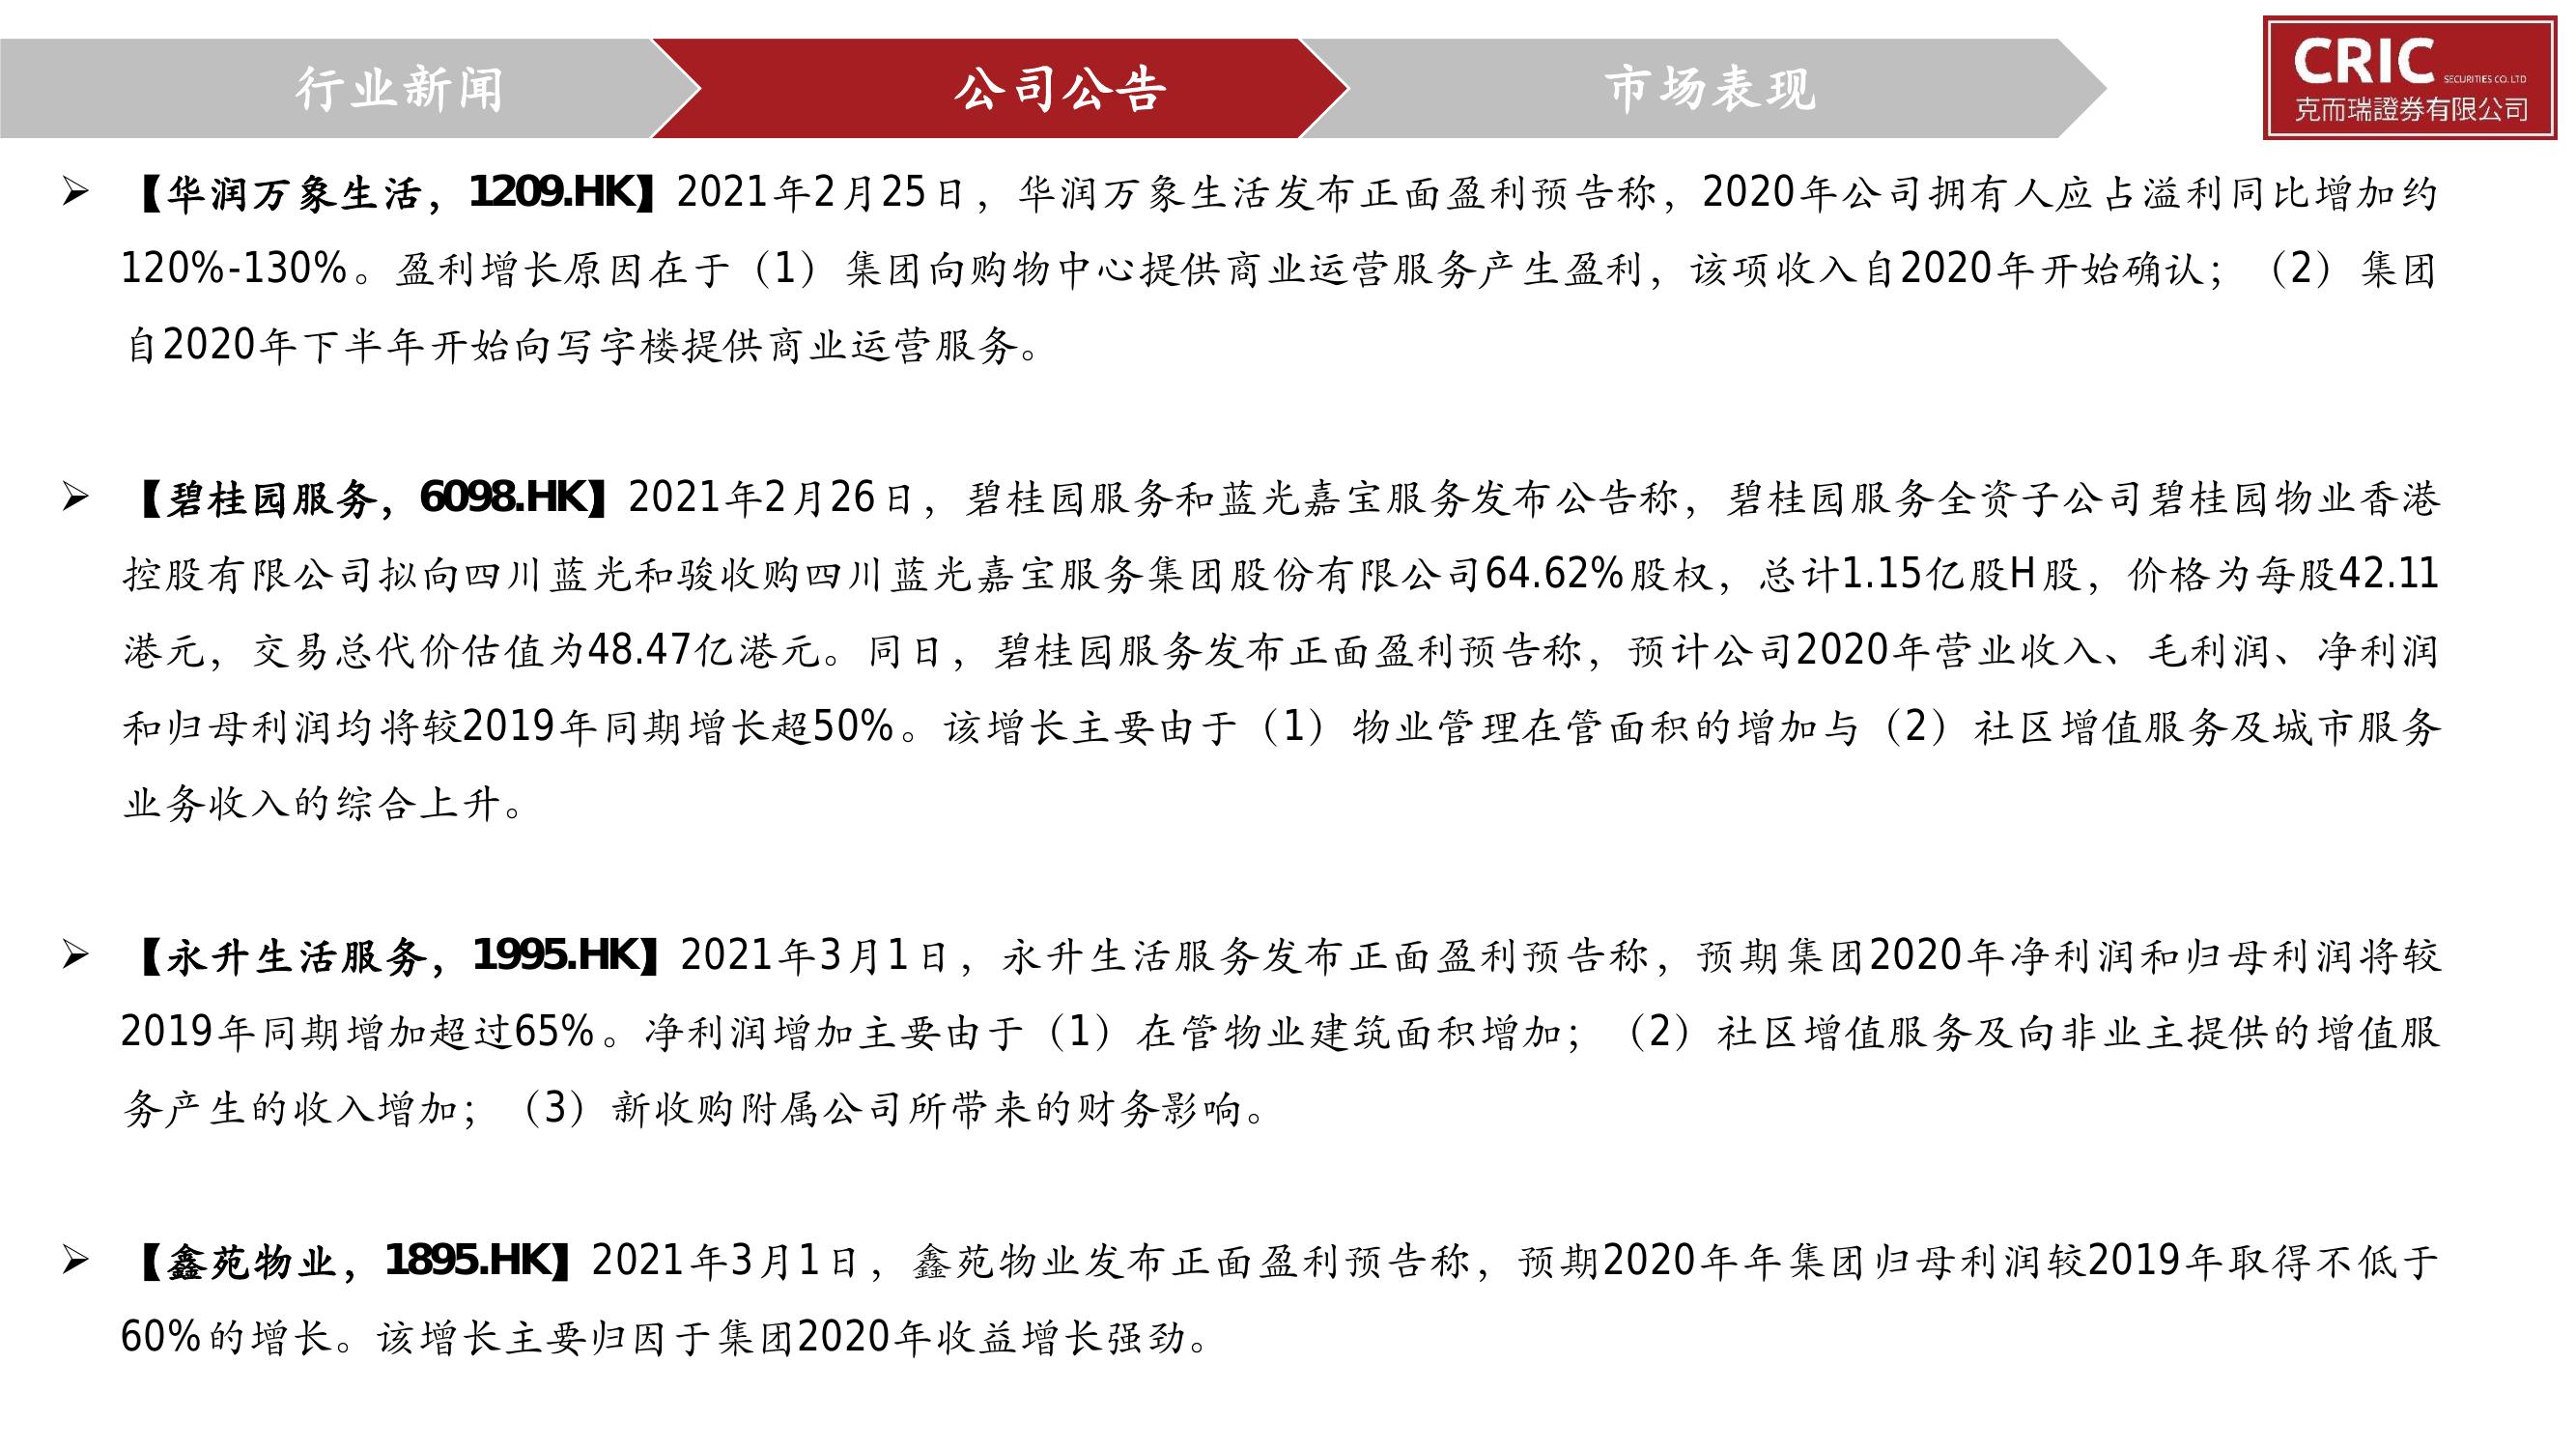 行业新闻
公司公告
市场表现
CRIC SECURITIES CO. LTD
克而瑞證券有限公司
➢ 【华润万象生活，1209.HK】2021年2月25日，华润万象生活发布正面盈利预告称，2020年公司拥有人应占溢利同比增加约
120%-130%。盈利增长原因在于（1）集团向购物中心提供商业运营服务产生盈利，该项收入自2020年开始确认；（2）集团
自2020年下半年开始向写字楼提供商业运营服务。
➢ 【碧桂园服务，6098.HK】2021年2月26日，碧桂园服务和蓝光嘉宝服务发布公告称，碧桂园服务全资子公司碧桂园物业香港
控股有限公司拟向四川蓝光和骏收购四川蓝光嘉宝服务集团股份有限公司64.62%股权，总计1.15亿股H股，价格为每股42.11
港元，交易总代价估值为48.47亿港元。同日，碧桂园服务发布正面盈利预告称，预计公司2020年营业收入、毛利润、净利润
和归母利润均将较2019年同期增长超50%。该增长主要由于（1）物业管理在管面积的增加与（2）社区增值服务及城市服务
业务收入的综合上升。
➢ 【永升生活服务，1995.HK】2021年3月1日，永升生活服务发布正面盈利预告称，预期集团2020年净利润和归母利润将较
2019年同期增加超过65%。净利润增加主要由于（1）在管物业建筑面积增加；（2）社区增值服务及向非业主提供的增值服
务产生的收入增加；（3）新收购附属公司所带来的财务影响。
➢ 【鑫苑物业，1895.HK】2021年3月1日，鑫苑物业发布正面盈利预告称，预期2020年年集团归母利润较2019年取得不低于
60%的增长。该增长主要归因于集团2020年收益增长强劲。